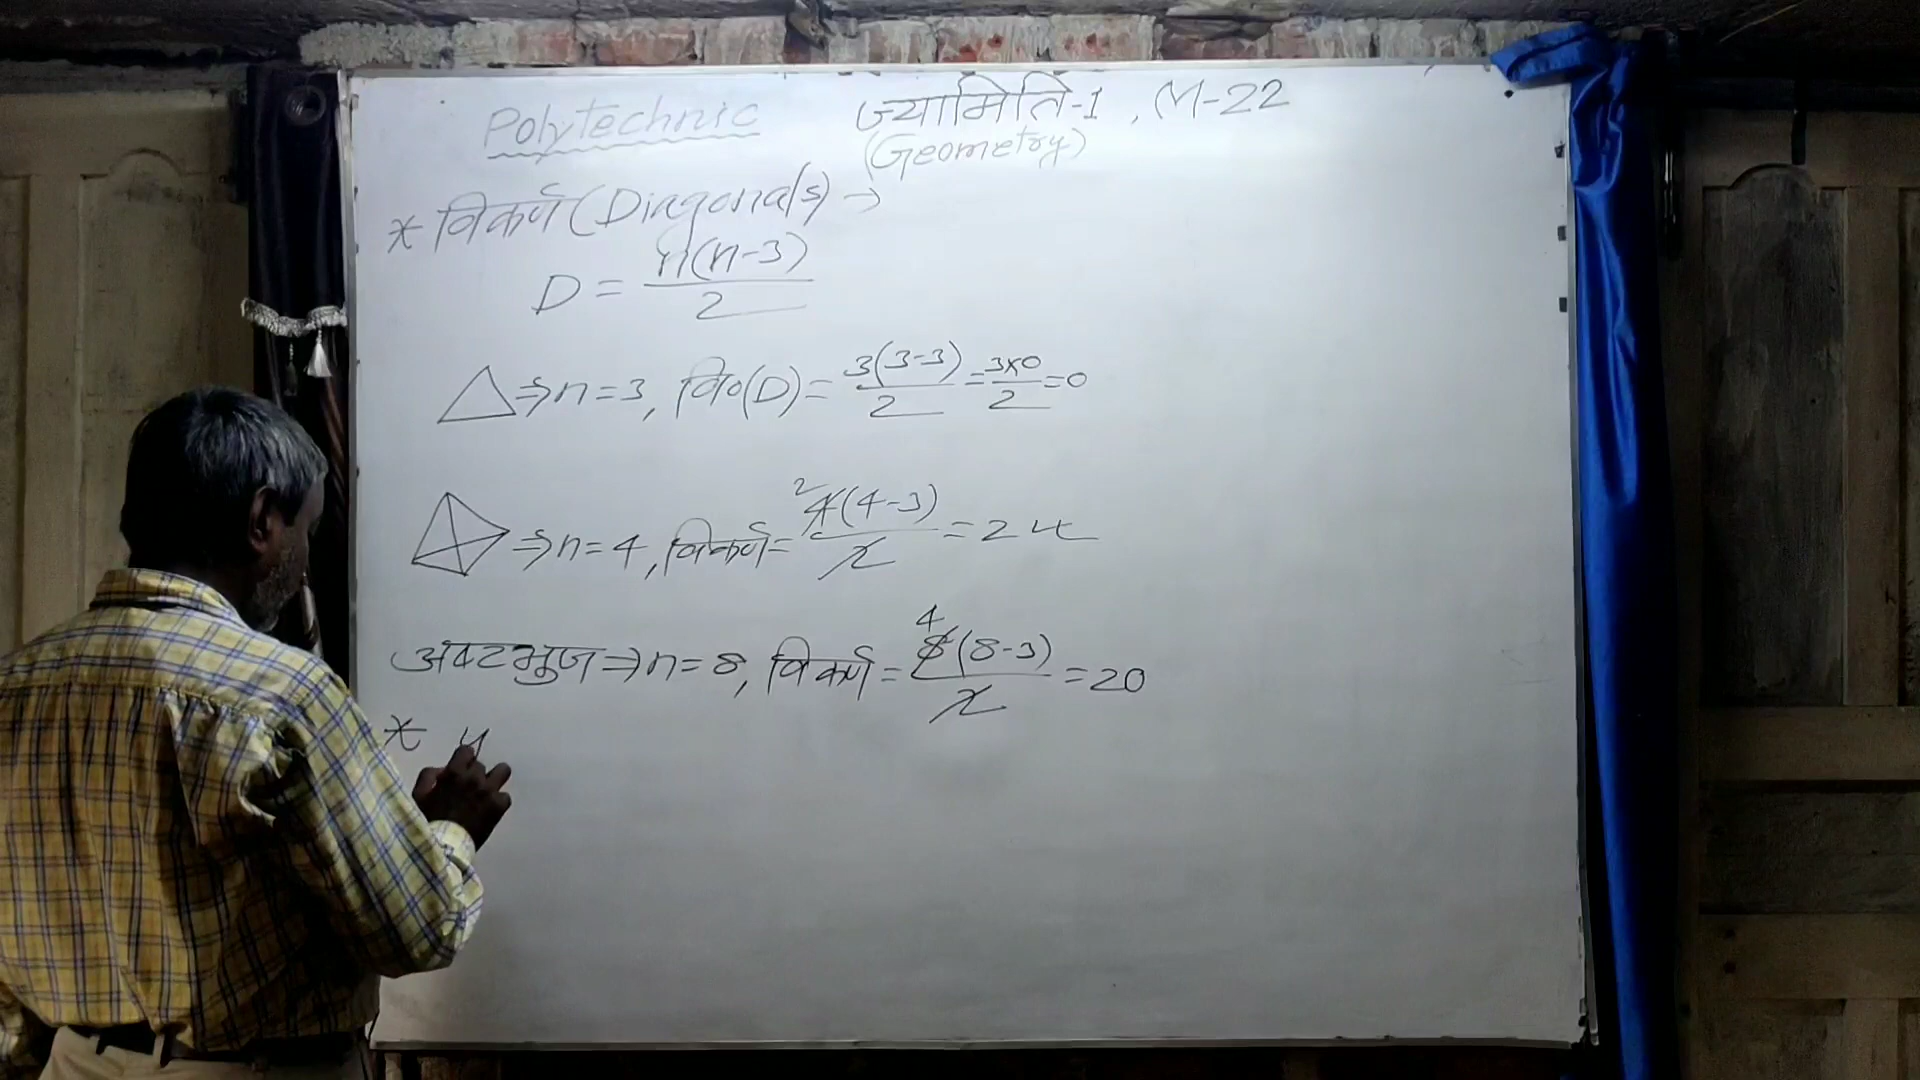 Polytechnic ज्यामिति-1, M-22
(Geometry)
* विकर्ण (Diagonals) →
D = n(n-3)/2
△ ⇒ n=3, वि०(D) = 3(3-3)/2 = 3×0/2 = 0
⇒ n=4, विकर्ण = 4(4-3)/2 = 2
अष्टभुज ⇒ n=8, विकर्ण = 8(8-3)/2 = 20
*